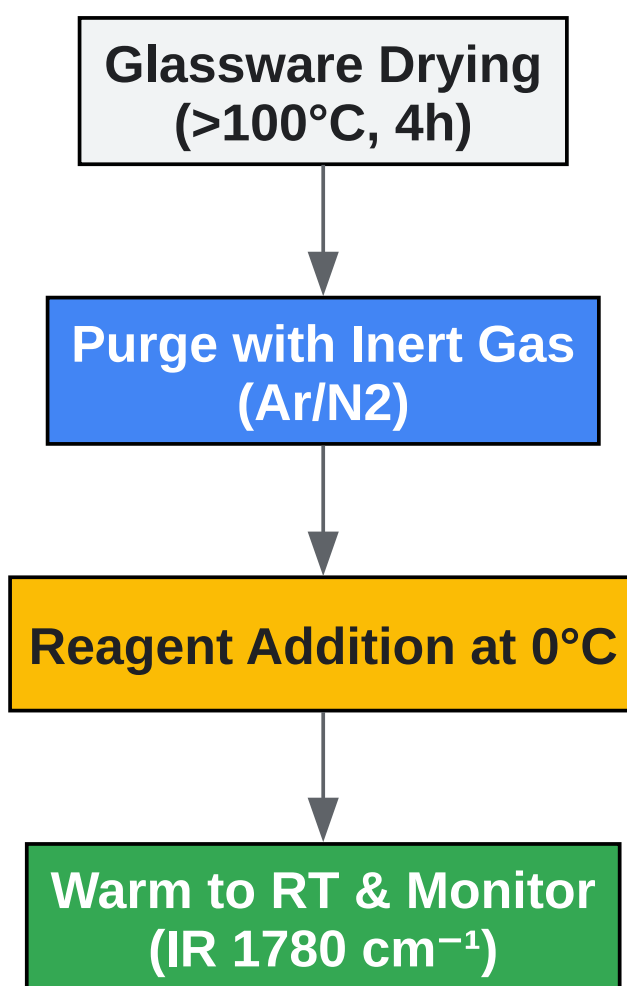 Glassware Drying
(>100°C, 4h)
Purge with Inert Gas
(Ar/N2)
Reagent Addition at 0°C
Warm to RT & Monitor
(IR 1780 cm⁻¹)